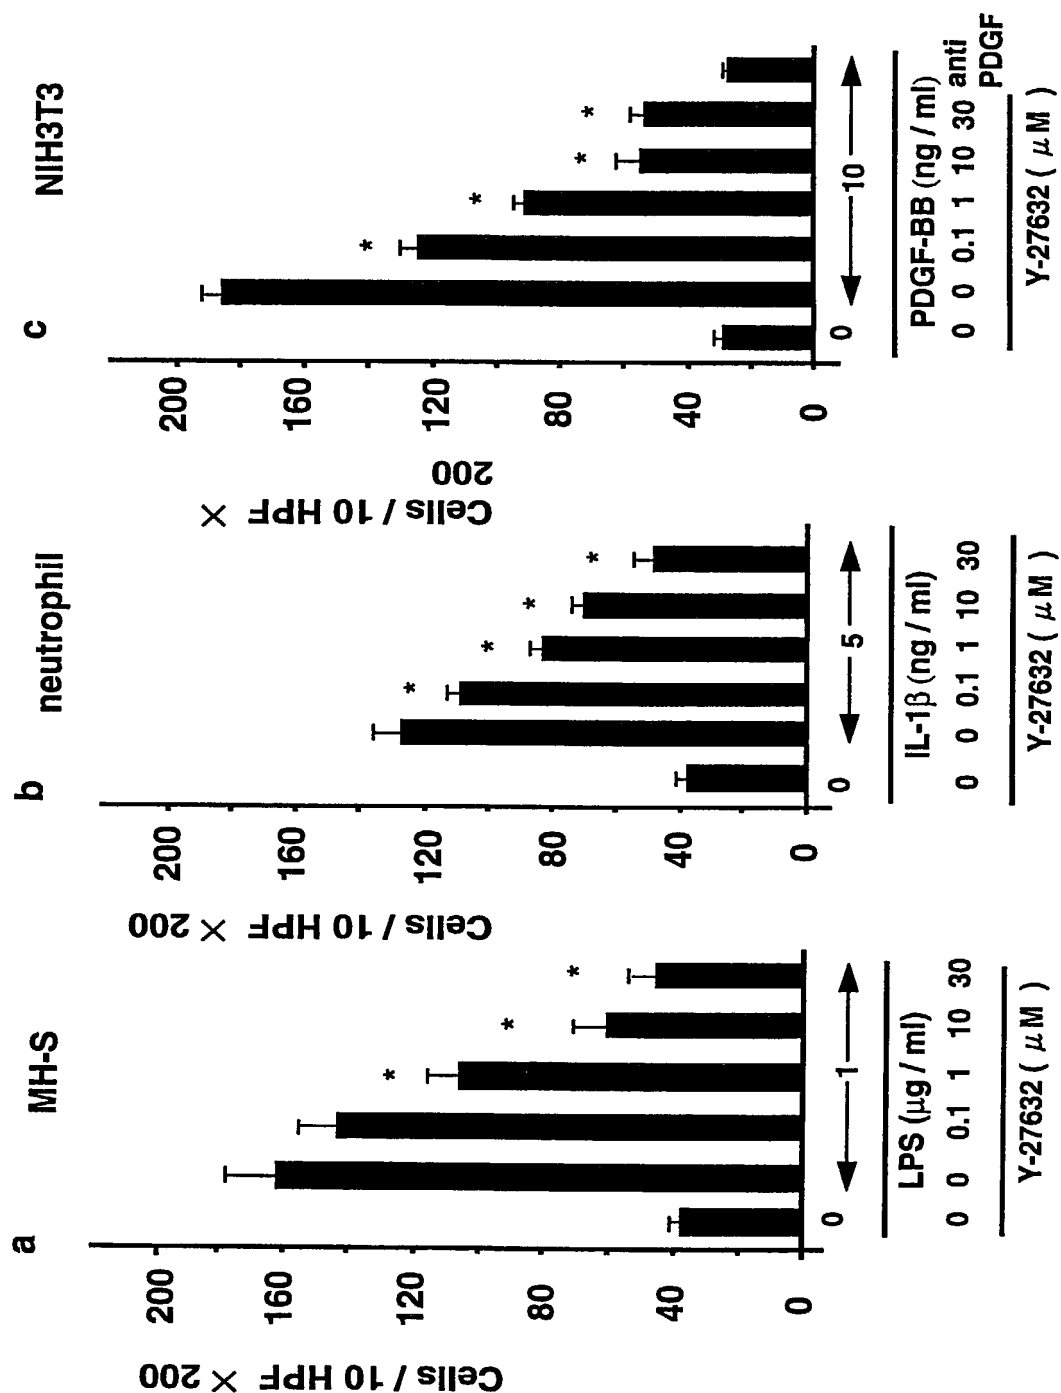 a
MH-S
Cells / 10 HPF × 200
200
160
120
80
40
0
*
*
*
0
1
LPS (μg / ml)
0 0 0.1 1 10 30
Y-27632 ( μM )
b
neutrophil
Cells / 10 HPF × 200
200
160
120
80
40
0
*
*
*
*
0
5
IL-1β (ng / ml)
0 0 0.1 1 10 30
Y-27632 ( μM )
c
NIH3T3
Cells / 10 HPF ×
200
200
160
120
80
40
0
*
*
*
*
0
10
PDGF-BB (ng / ml)
0 0 0.1 1 10 30 anti
PDGF
Y-27632 ( μM )